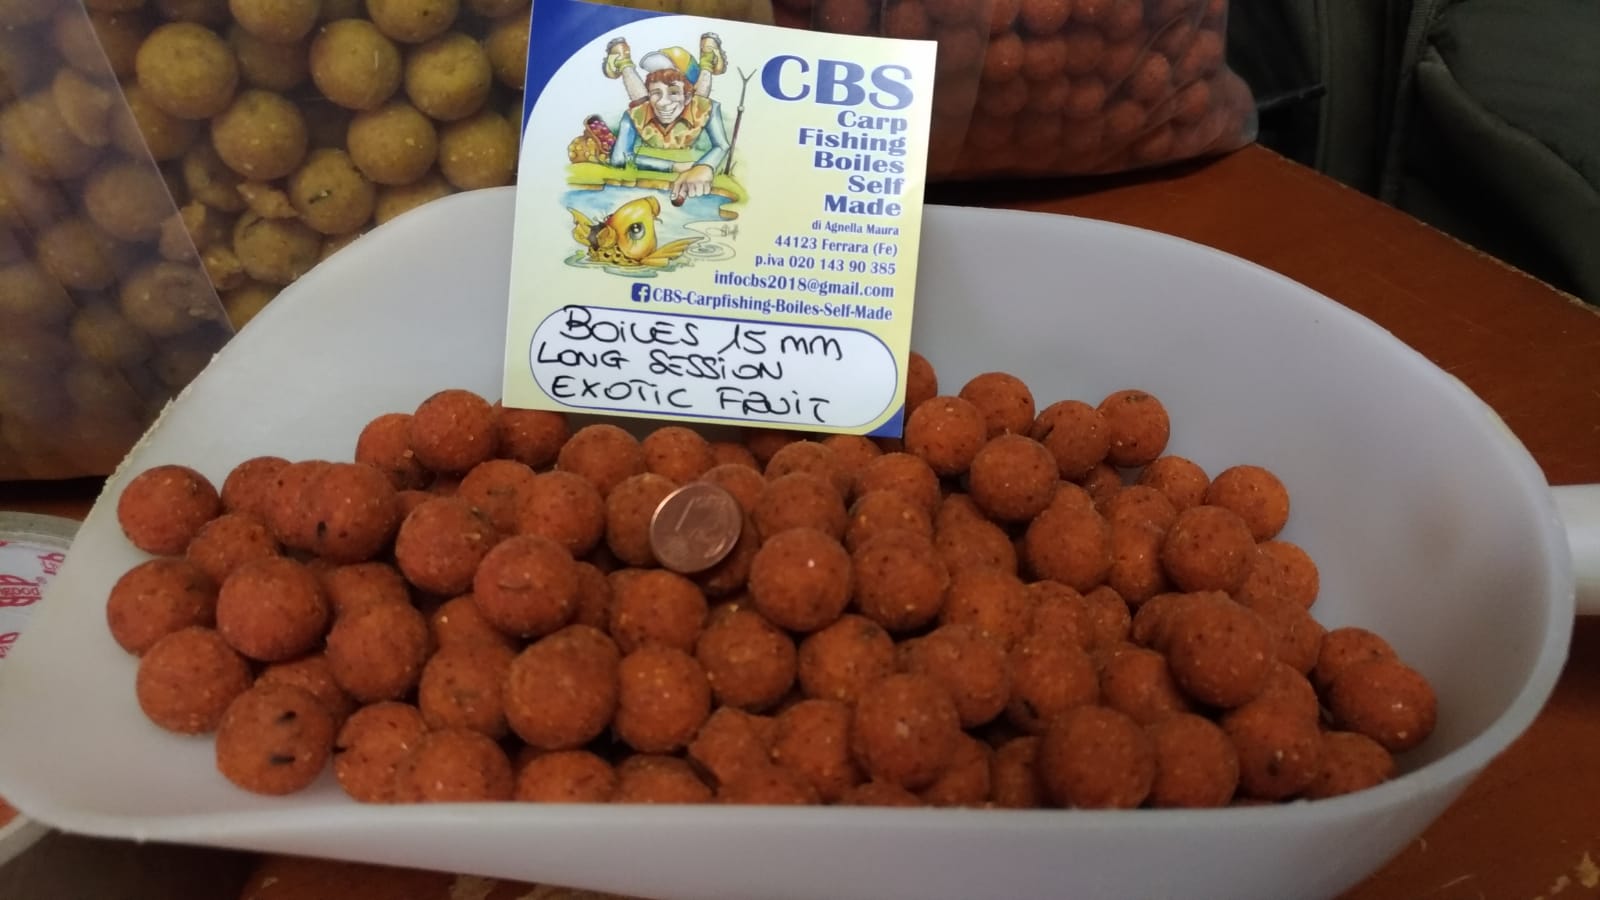 CBS
Carp
Fishing
Boiles
Self
Made
di Agnella Maura
44123 Ferrara (Fe)
p.iva 020 143 90 385
infocbs2018@gmail.com
CBS-Carpfishing-Boiles-Self-Made
BOILES 15 mm
LONG SESSION
EXOTIC FRUIT
1